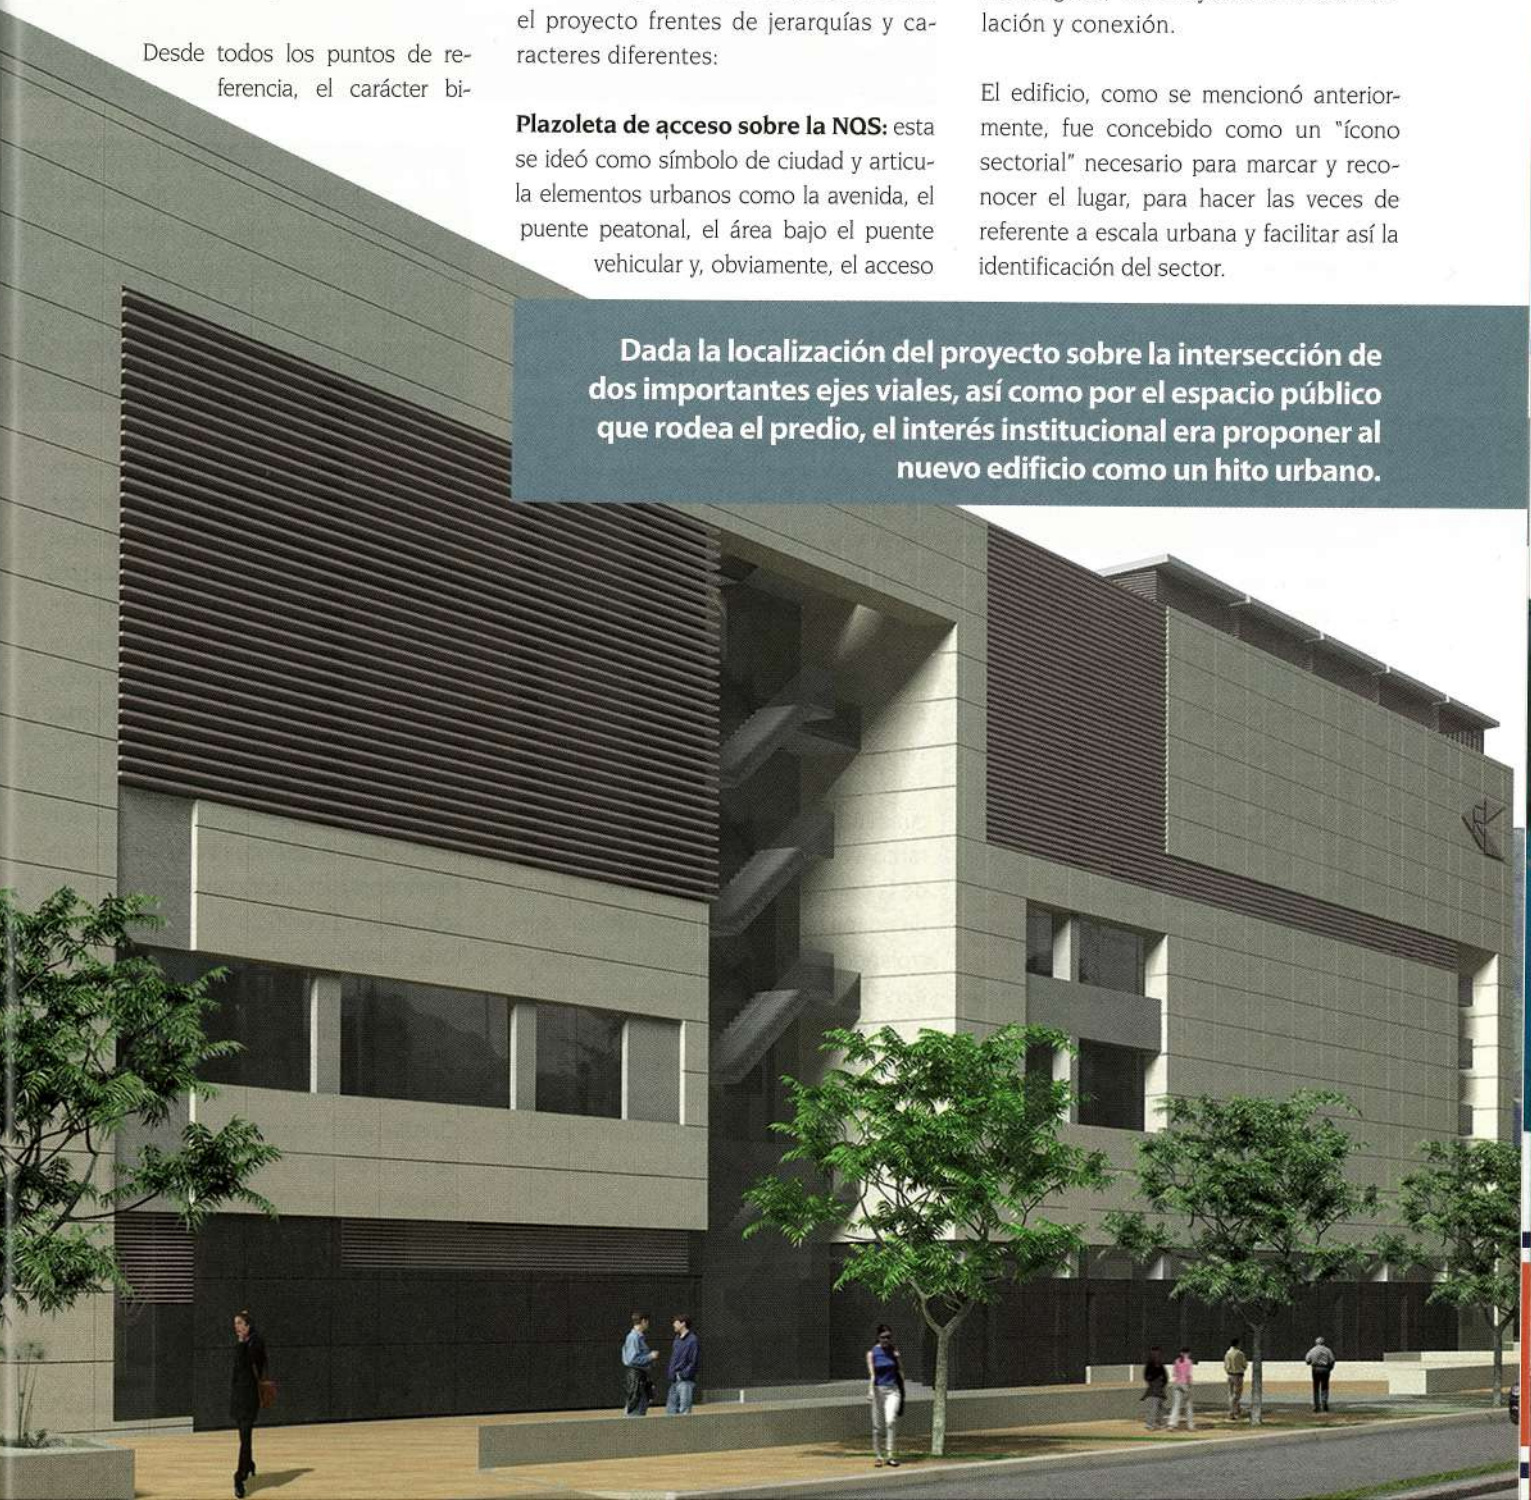 Desde todos los puntos de re-
ferencia, el carácter bi-
el proyecto frentes de jerarquías y ca-
racteres diferentes:
Plazoleta de acceso sobre la NQS: esta
se ideó como símbolo de ciudad y articu-
la elementos urbanos como la avenida, el
puente peatonal, el área bajo el puente
vehicular y, obviamente, el acceso
lación y conexión.
El edificio, como se mencionó anterior-
mente, fue concebido como un "ícono
sectorial" necesario para marcar y reco-
nocer el lugar, para hacer las veces de
referente a escala urbana y facilitar así la
identificación del sector.
Dada la localización del proyecto sobre la intersección de
dos importantes ejes viales, así como por el espacio público
que rodea el predio, el interés institucional era proponer al
nuevo edificio como un hito urbano.